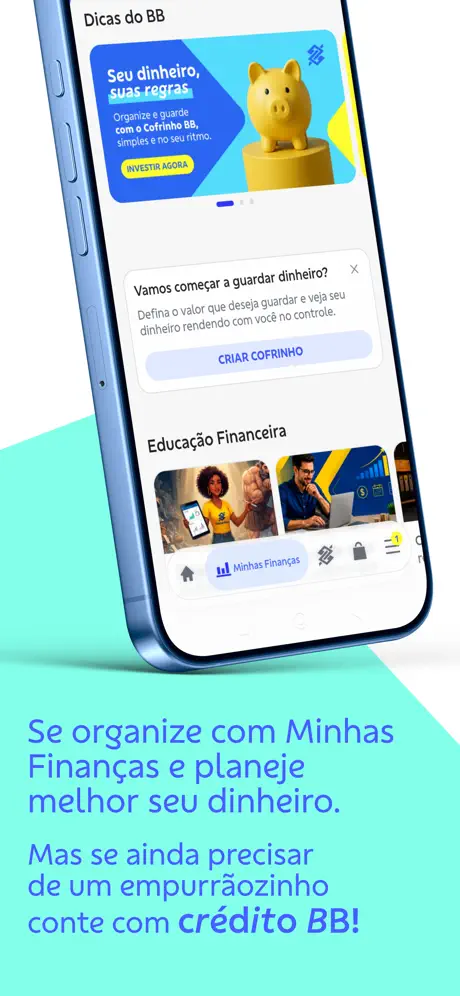 Dicas do BB
Seu dinheiro,
suas regras
Organize e guarde
com o Cofrinho BB,
simples e no seu ritmo.
INVESTIR AGORA
Vamos começar a guardar dinheiro?
Defina o valor que deseja guardar e veja seu
dinheiro rendendo com você no controle.
CRIAR COFRINHO
Educação Financeira
Minhas Finanças
1
Se organize com Minhas
Finanças e planeje
melhor seu dinheiro.
Mas se ainda precisar
de um empurrãozinho
conte com crédito BB!